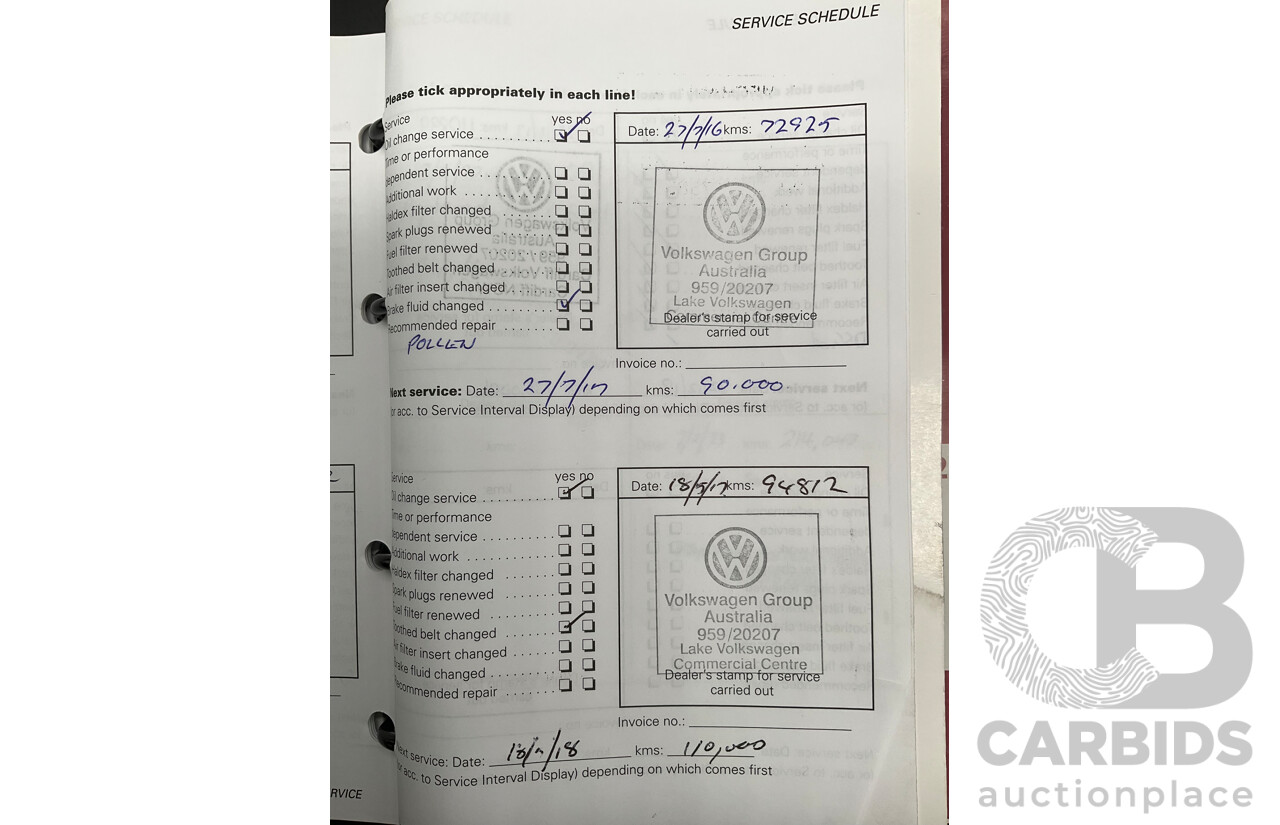 SERVICE SCHEDULE
Please tick appropriately in each line!
Service yes no
Oil change service
Date: 27/7/16 kms: 72925
Time or performance
dependent service
Additional work
Haldex filter changed
Spark plugs renewed
Fuel filter renewed
Toothed belt changed
Air filter insert changed
Brake fluid changed
Recommended repair
POLLEN
Volkswagen Group
Australia
959/20207
Lake Volkswagen
Dealer's stamp for service
carried out
Invoice no.:
Next service: Date: 27/7/17 kms: 90.000
or acc. to Service Interval Display) depending on which comes first
Service yes no
Oil change service
Date: 18/5/17 kms: 94812
Time or performance
dependent service
Additional work
Haldex filter changed
Spark plugs renewed
Fuel filter renewed
Toothed belt changed
Air filter insert changed
Brake fluid changed
Recommended repair
Volkswagen Group
Australia
959/20207
Lake Volkswagen
Commercial Centre
Dealer's stamp for service
carried out
Invoice no.:
Next service: Date: kms: 110,000
or acc. to Service Interval Display) depending on which comes first
RVICE
CB
CARBIDS
auctionplace